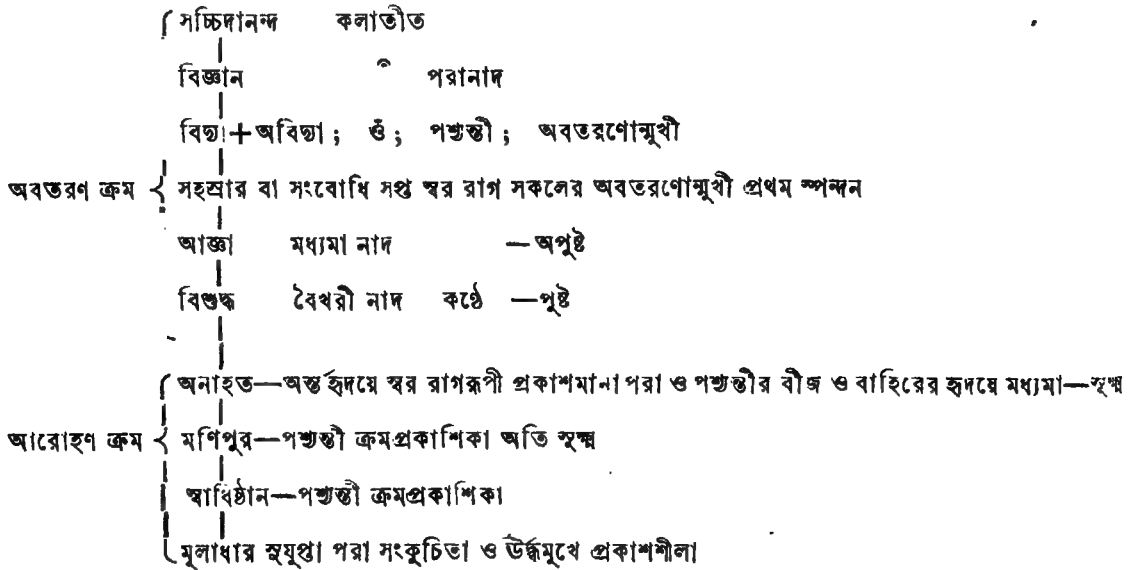 সচ্চিদানন্দ কলাতীত
বিজ্ঞান পরানাদ
বিদ্যা+অবিদ্যা; ওঁ; পশ্যন্তী; অবতরণোন্মুখী
অবতরণ ক্রম { সহস্রার বা সংবোধি সপ্ত স্বর রাগ সকলের অবতরণোন্মুখী প্রথম স্পন্দন
আজ্ঞা মধ্যমা নাদ —অপুষ্ট
বিশুদ্ধ বৈখরী নাদ কণ্ঠে —পুষ্ট
অনাহত—অন্তর্হৃদয়ে স্বর রাগরূপী প্রকাশমানা পরা ও পশ্যন্তীর বীজ ও বাহিরের হৃদয়ে মধ্যমা—সূক্ষ্ম
আরোহণ ক্রম { মণিপুর—পশ্যন্তী ক্রমপ্রকাশিকা অতি সূক্ষ্ম
স্বাধিষ্ঠান—পশ্যন্তী ক্রমপ্রকাশিকা
মূলাধার সুযুপ্তা পরা সংকুচিতা ও ঊর্দ্ধমুখে প্রকাশশীলা